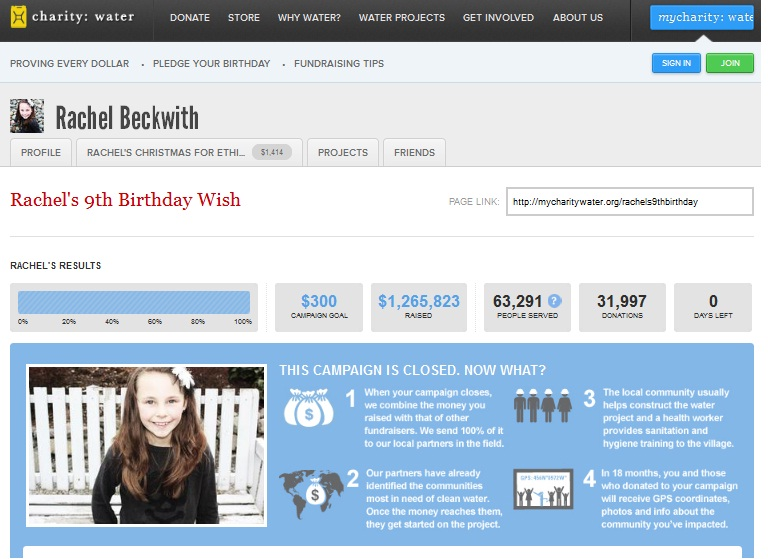 charity: water
DONATE STORE WHY WATER? WATER PROJECTS GET INVOLVED ABOUT US
mycharity: wate
PROVING EVERY DOLLAR • PLEDGE YOUR BIRTHDAY • FUNDRAISING TIPS
SIGN IN JOIN
Rachel Beckwith
PROFILE RACHEL'S CHRISTMAS FOR ETHI... $1,414 PROJECTS FRIENDS
Rachel's 9th Birthday Wish
PAGE LINK: http://mycharitywater.org/rachels9thbirthday
RACHEL'S RESULTS
0% 20% 40% 60% 80% 100%
$300
CAMPAIGN GOAL
$1,265,823
RAISED
63,291 ?
PEOPLE SERVED
31,997
DONATIONS
0
DAYS LEFT
THIS CAMPAIGN IS CLOSED. NOW WHAT?
$
1
When your campaign closes,
we combine the money you
raised with that of other
fundraisers. We send 100% of it
to our local partners in the field.
$
2
Our partners have already
identified the communities
most in need of clean water.
Once the money reaches them,
they get started on the project.
3
The local community usually
helps construct the water
project and a health worker
provides sanitation and
hygiene training to the village.
4
In 18 months, you and those
who donated to your campaign
will receive GPS coordinates,
photos and info about the
community you've impacted.